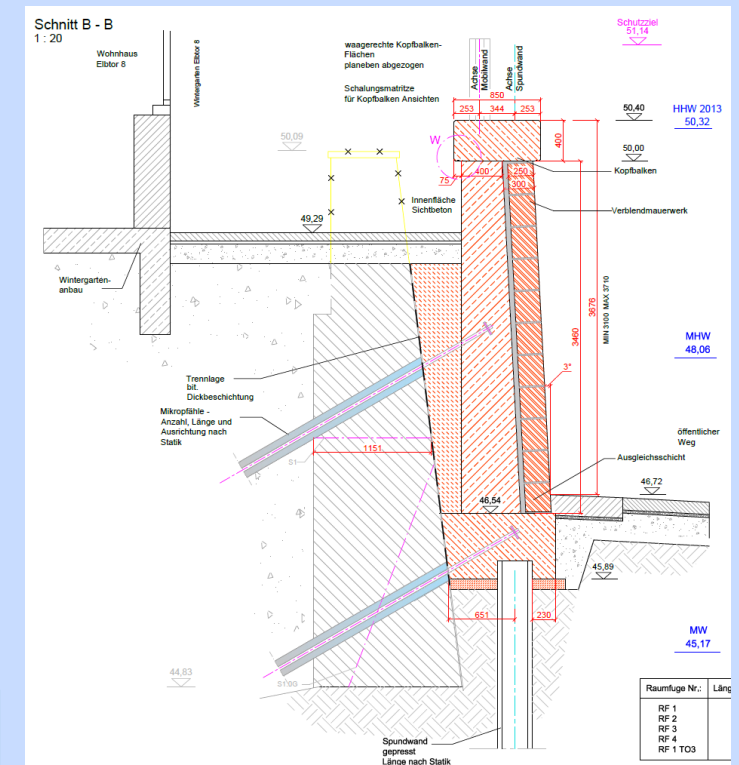 Schnitt B - B
1 : 20
Wohnhaus
Elbtor 8
Wintergarten Elbtor 8
waagerechte Kopfbalken-
Flächen
planeben abgezogen
Schalungsmatritze
für Kopfbalken Ansichten
Achse
Mobilwand
Achse
Spundwand
Schutzziel
51,14
850
253
344
253
50,40
HHW 2013
50,32
400
50,09
W
50,00
Kopfbalken
75
400
250
300
Innenfläche
Sichtbeton
Verblendmauerwerk
49,29
Wintergarten-
anbau
3460
3676
MIN 3100 MAX 3710
MHW
48,06
3°
Trennlage
bit.
Dickbeschichtung
Mikropfähle -
Anzahl, Länge und
Ausrichtung nach
Statik
S1
1151
öffentlicher
Weg
Ausgleichsschicht
46,72
46,54
45,89
651
230
MW
45,17
44,83
Raumfuge Nr.:
RF 1
RF 2
RF 3
RF 4
RF 1 TO3
Spundwand
gepresst
Länge nach Statik